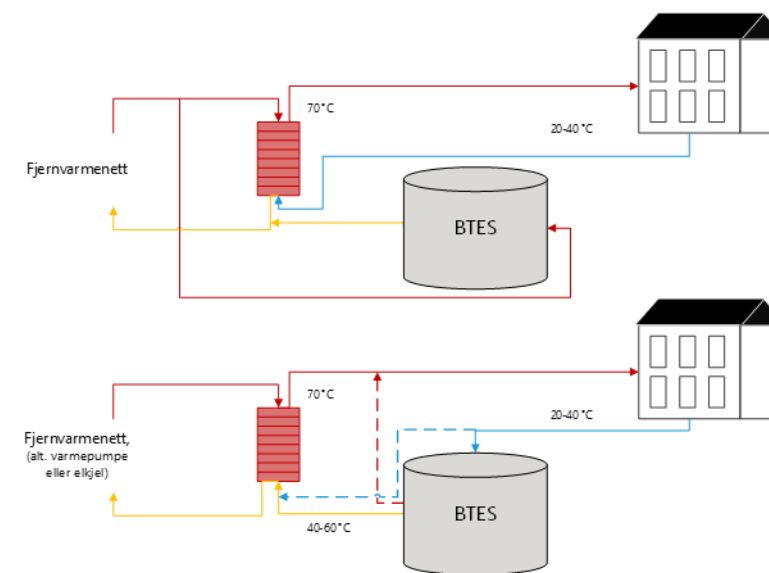 70°C
20-40 °C
Fjernvarmenett
BTES
70°C
20-40 °C
Fjernvarmenett,
(alt. varmepumpe
eller elkjel)
BTES
40-60°C